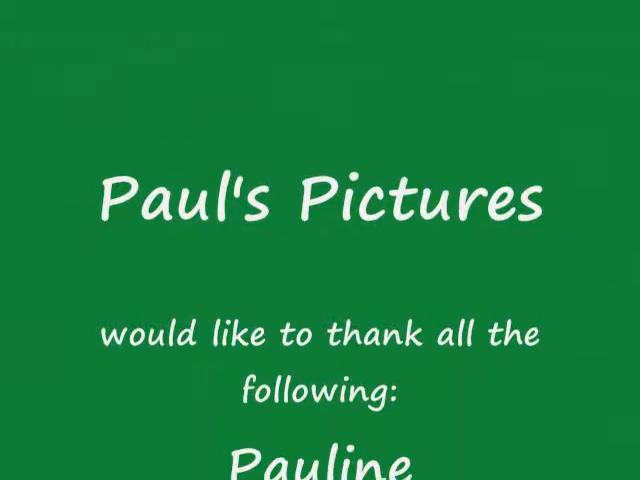 Paul's Pictures
would like to thank all the
following:
Pauline